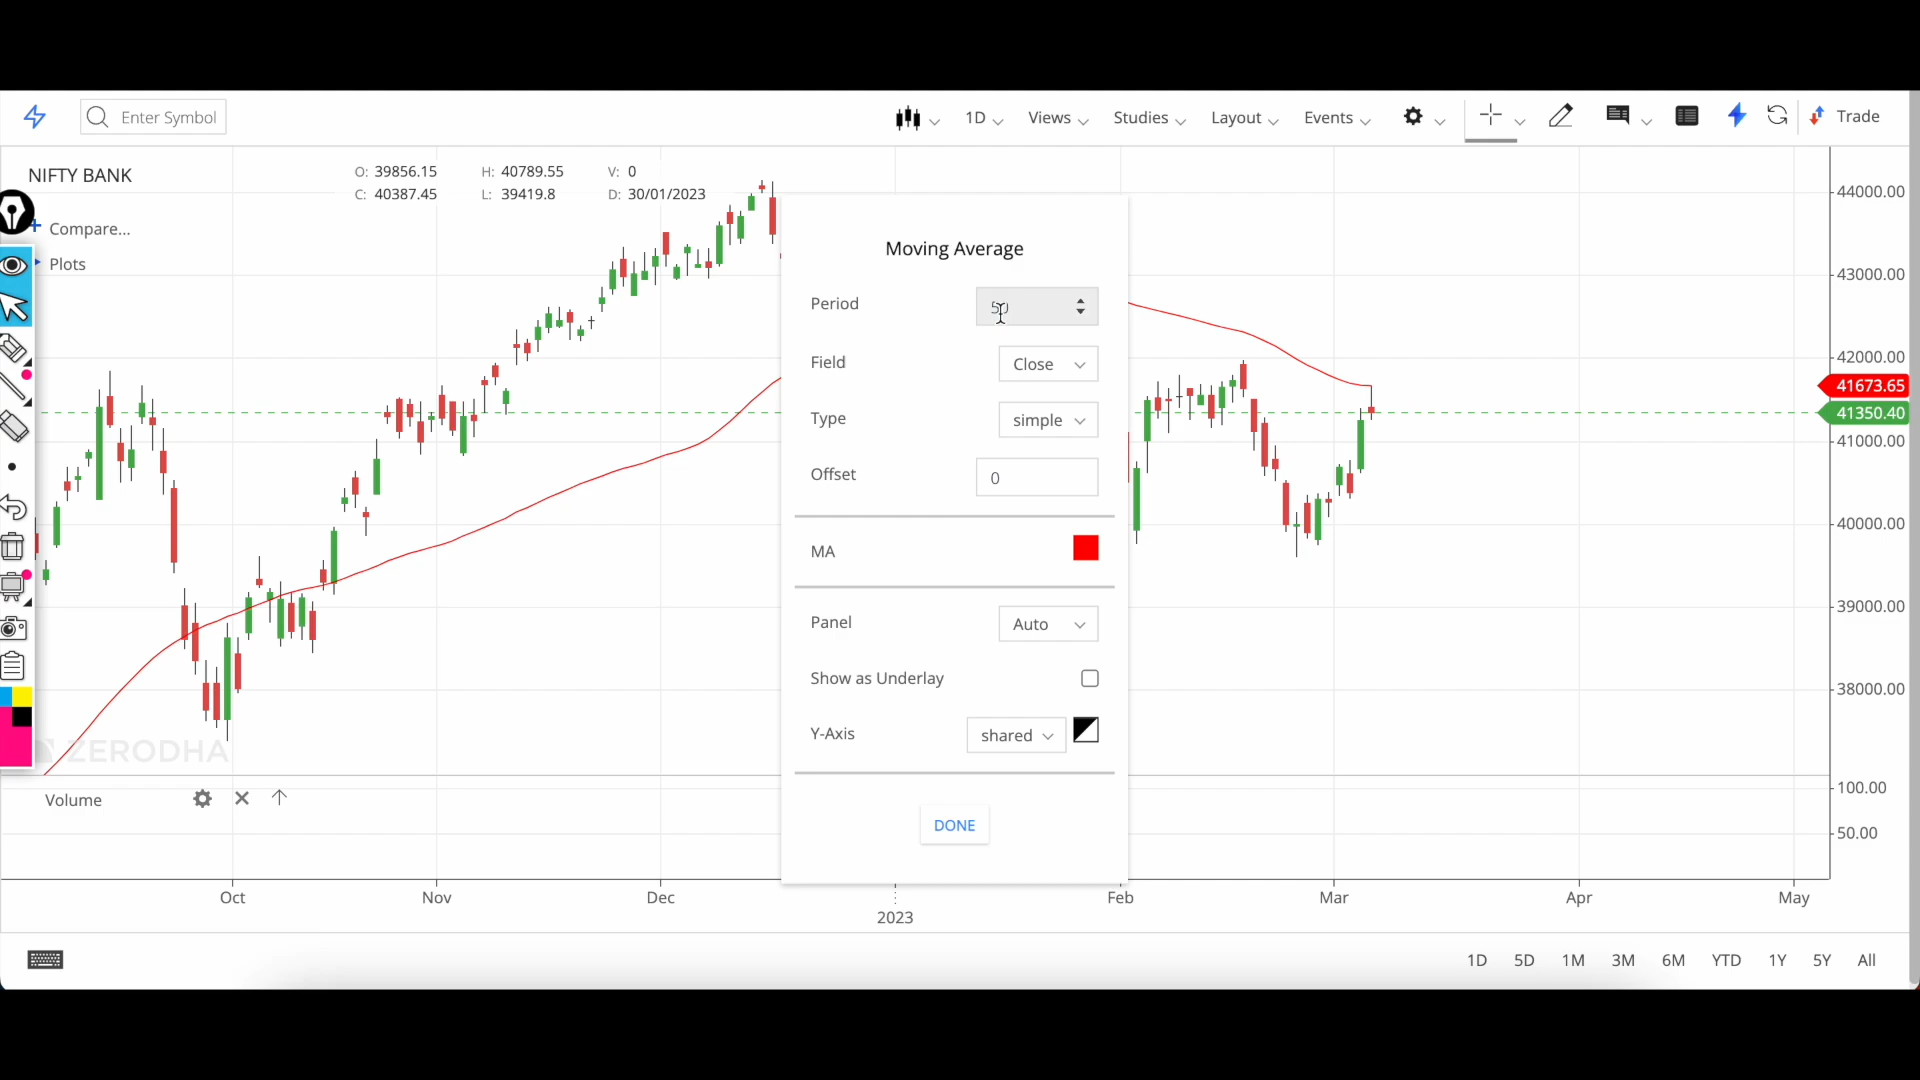 Enter Symbol
1D
Views
Studies
Layout
Events
Trade
NIFTY BANK
O: 39856.15 H: 40789.55 V: 0
C: 40387.45 L: 39419.8 D: 30/01/2023
+ Compare...
Plots
Moving Average
Period 50
Field Close
Type simple
Offset 0
MA
Panel Auto
Show as Underlay
Y-Axis shared
DONE
44000.00
43000.00
42000.00
41673.65
41350.40
41000.00
40000.00
39000.00
38000.00
ZERODHA
Volume
100.00
50.00
Oct Nov Dec 2023 Feb Mar Apr May
1D 5D 1M 3M 6M YTD 1Y 5Y All